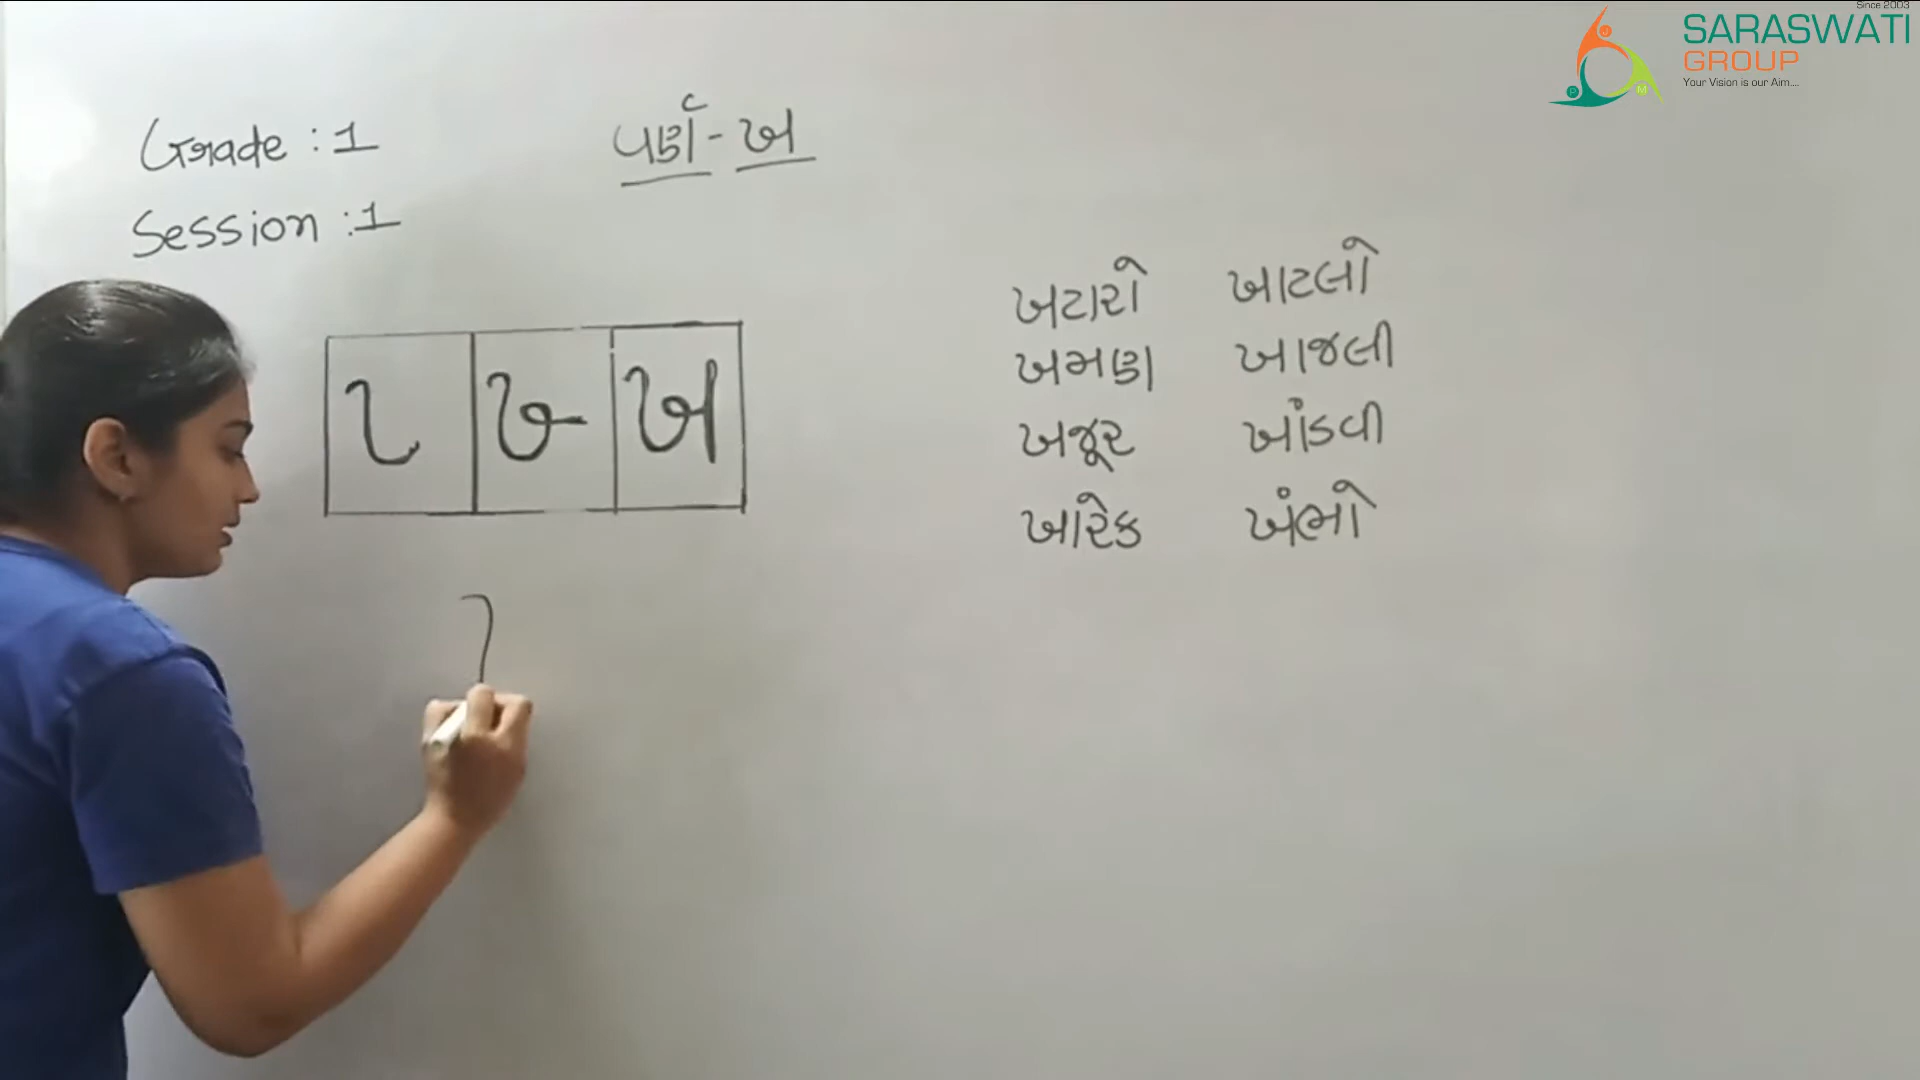 Since 2003
SARASWATI
GROUP
Your Vision is our Aim....
Grade : 1
Session : 1
વર્ણ - ખ
ખ
ખટારો ખાટલો
ખમણ ખાજલી
ખજૂર ખાંડવી
ખારેક ખંભો